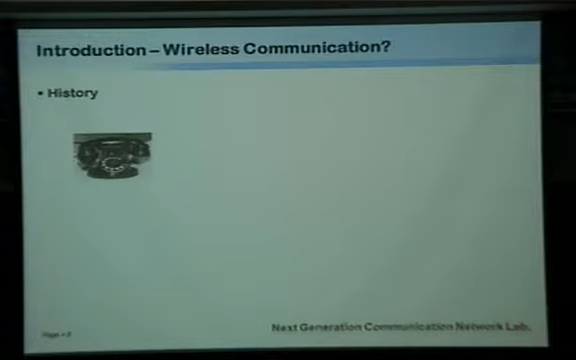 Introduction – Wireless Communication?
• History
Next Generation Communication Network Lab.